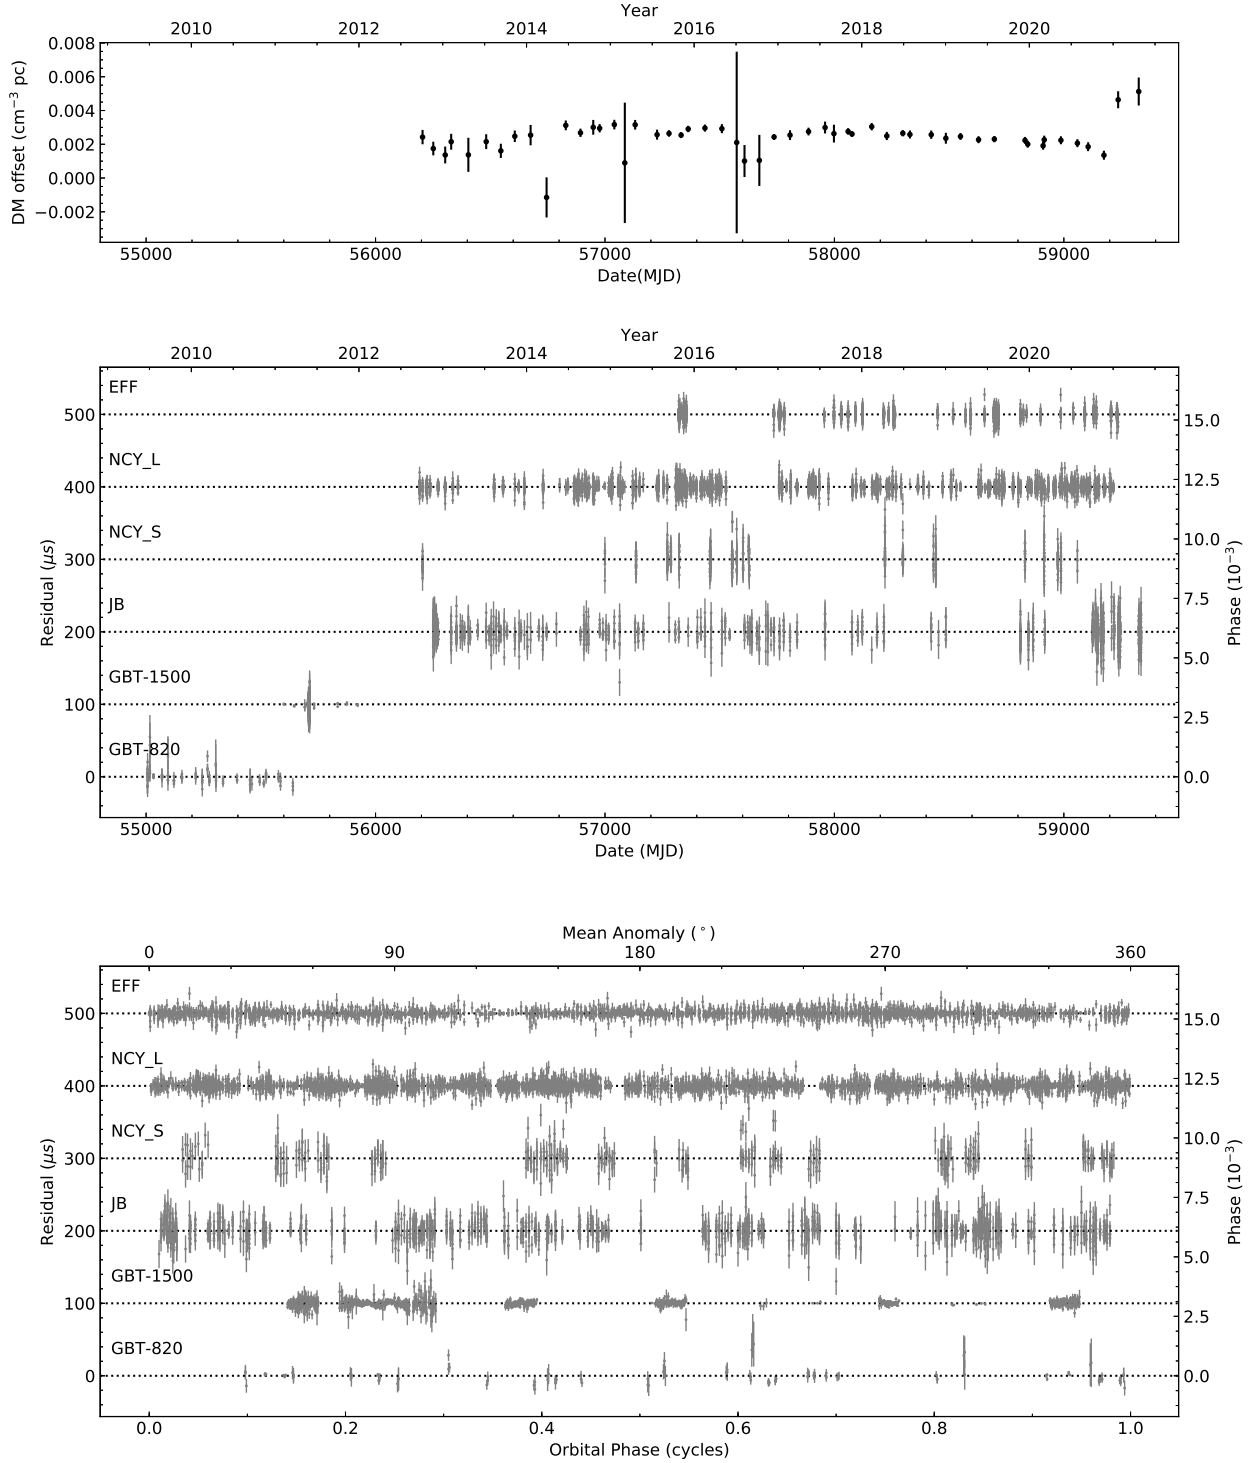 Year
2010 2012 2014 2016 2018 2020
0.008
0.006
0.004
0.002
0.000
−0.002
DM offset (cm⁻³ pc)
55000 56000 57000 58000 59000
Date(MJD)
Year
2010 2012 2014 2016 2018 2020
EFF
500 15.0
NCY_L
400 12.5
NCY_S
10.0
300
JB
7.5
200
5.0
GBT-1500
100
2.5
GBT-820
0 0.0
Residual (μs)
Phase (10⁻³)
55000 56000 57000 58000 59000
Date (MJD)
Mean Anomaly (°)
0 90 180 270 360
EFF
500 15.0
NCY_L
400 12.5
NCY_S
10.0
300
JB
7.5
200
5.0
GBT-1500
100
2.5
GBT-820
0 0.0
Residual (μs)
Phase (10⁻³)
0.0 0.2 0.4 0.6 0.8 1.0
Orbital Phase (cycles)